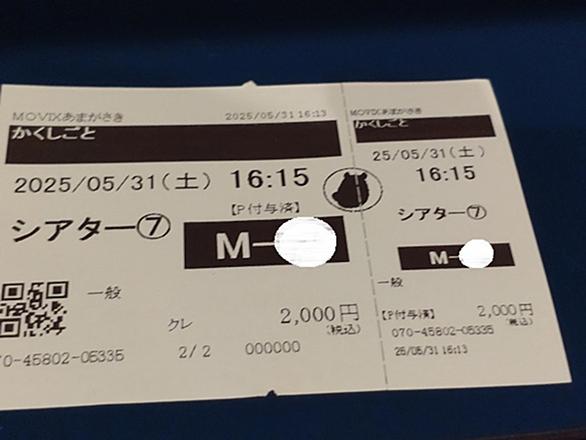 MOVIXあまがさき 2025/05/31 16:13
かくしごと
2025/05/31(土) 16:15
【P付与済】
シアター⑦ M-
一般
クレ 2,000円
(税込)
70-45802-05335 2/2 000000
MOVIXあまがさき
かくしごと
25/05/31(土)
16:15
シアター⑦
M-
一般
【P付与済】 2,000円
(税込)
070-45802-05335
25/05/31 16:13